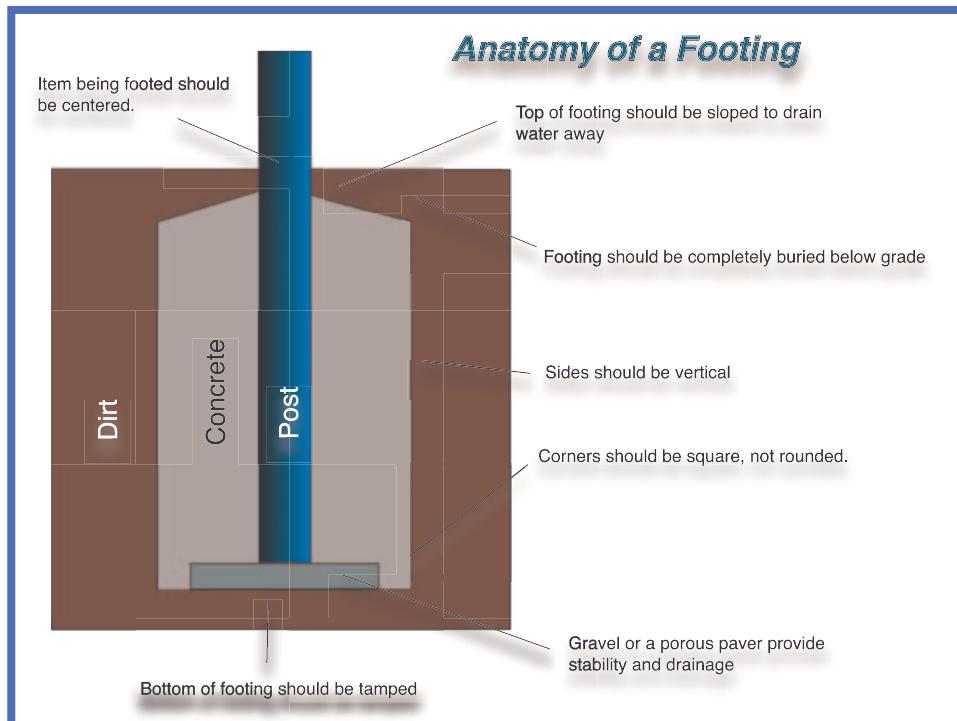 Anatomy of a Footing
Item being footed should
be centered.
Top of footing should be sloped to drain
water away
Footing should be completely buried below grade
Sides should be vertical
Corners should be square, not rounded.
Dirt
Concrete
Post
Gravel or a porous paver provide
stability and drainage
Bottom of footing should be tamped